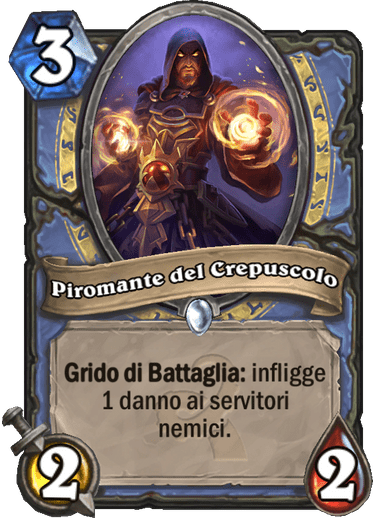 3
Piromante del Crepuscolo
Grido di Battaglia: infligge
1 danno ai servitori
nemici.
2
2